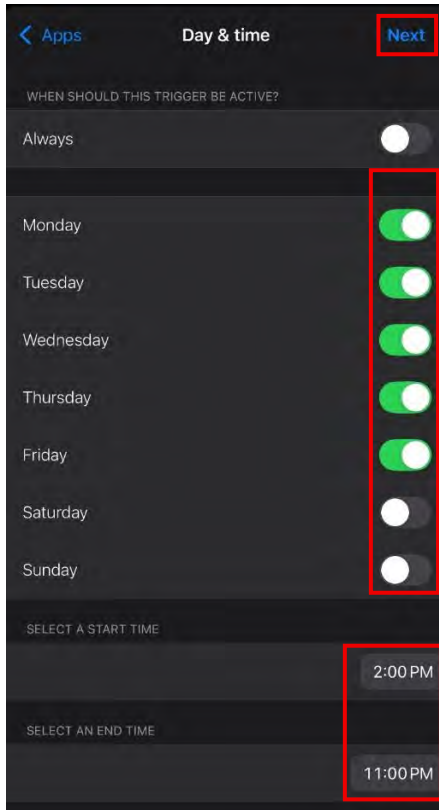 Apps Day & time Next
WHEN SHOULD THIS TRIGGER BE ACTIVE?
Always
Monday
Tuesday
Wednesday
Thursday
Friday
Saturday
Sunday
SELECT A START TIME
2:00 PM
SELECT AN END TIME
11:00 PM